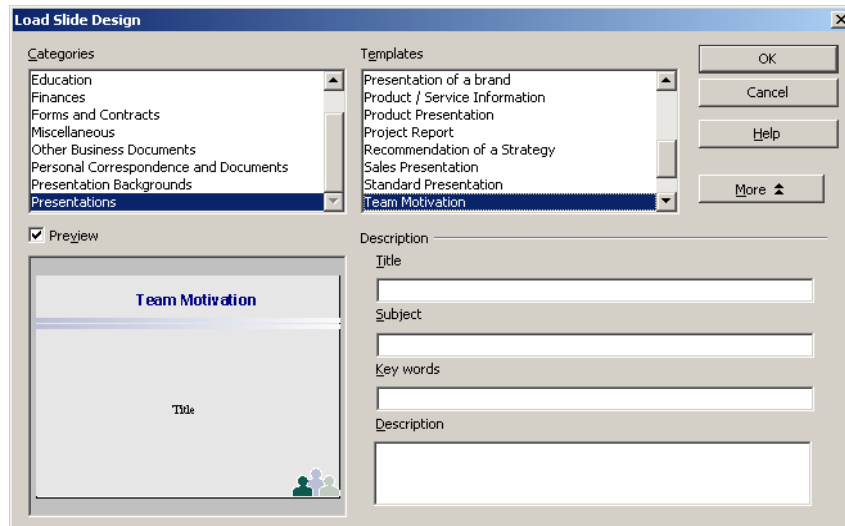 Load Slide Design
Categories
Education
Finances
Forms and Contracts
Miscellaneous
Other Business Documents
Personal Correspondence and Documents
Presentation Backgrounds
Presentations
Templates
Presentation of a brand
Product / Service Information
Product Presentation
Project Report
Recommendation of a Strategy
Sales Presentation
Standard Presentation
Team Motivation
OK
Cancel
Help
More
Preview
Team Motivation
Title
Description
Title
Subject
Key words
Description